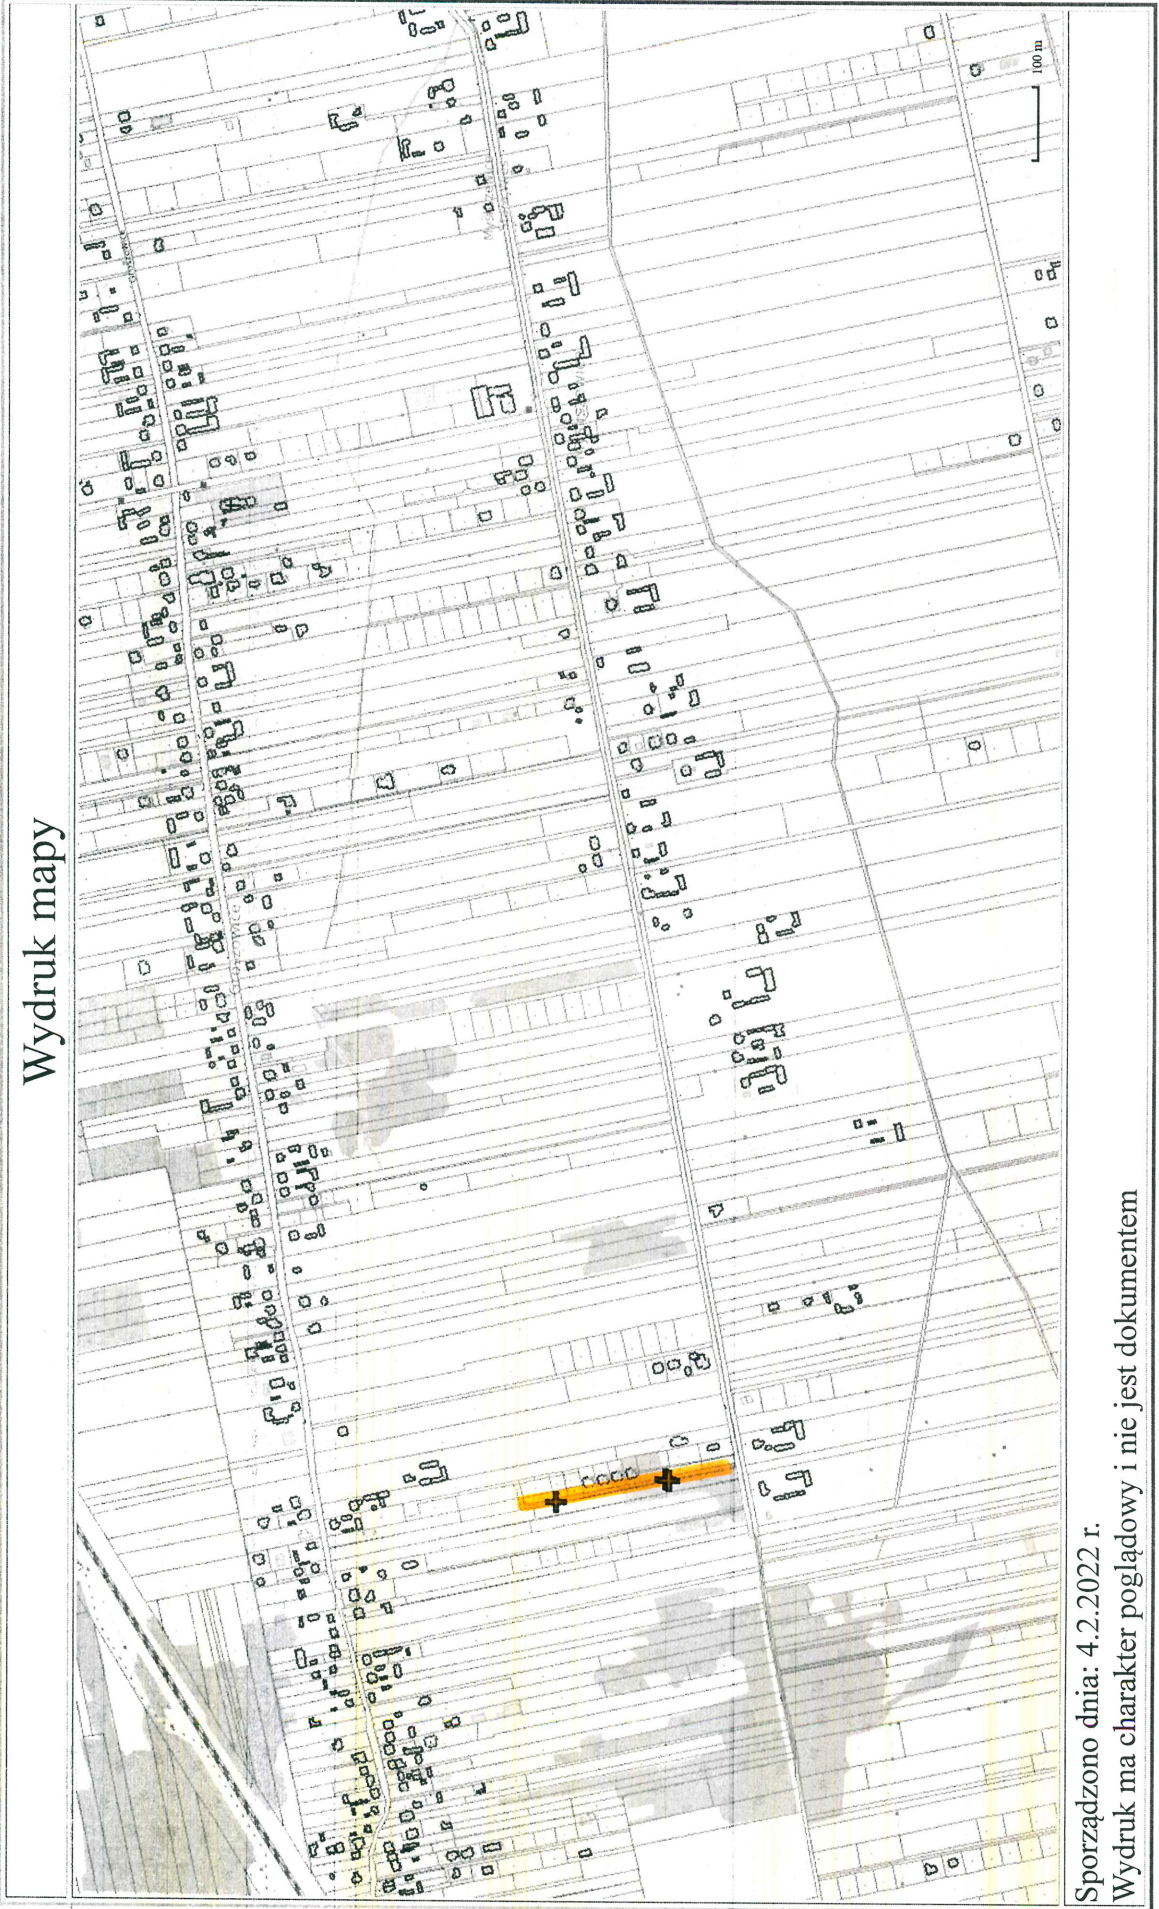 Wydruk mapy
100 m
Sporządzono dnia: 4.2.2022 r.
Wydruk ma charakter poglądowy i nie jest dokumentem